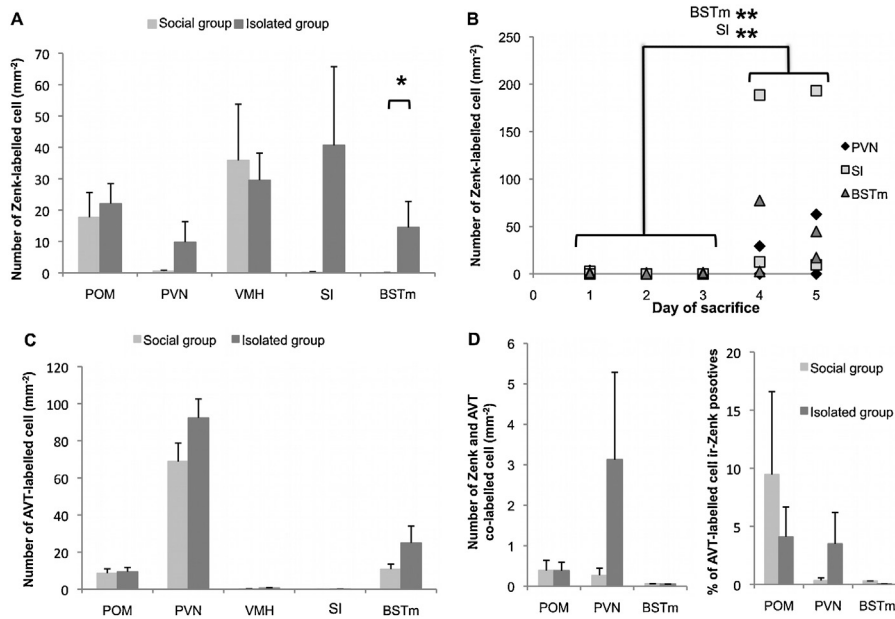 A
Social group Isolated group
Number of Zenk-labelled cell (mm-2)
70
60
50
40
30
20
10
0
*
POM PVN VMH SI BSTm
B
BSTm **
SI **
Number of Zenk-labelled cell (mm-2)
250
200
150
100
50
0
PVN
SI
BSTm
0 1 2 3 4 5
Day of sacrifice
C
Social group Isolated group
Number of AVT-labelled cell (mm-2)
120
100
80
60
40
20
0
POM PVN VMH SI BSTm
D
Number of Zenk and AVT
co-labelled cell (mm-2)
6
5
4
3
2
1
0
POM PVN BSTm
% of AVT-labelled cell ir-Zenk posotives
20
15
10
5
0
Social group
Isolated group
POM PVN BSTm